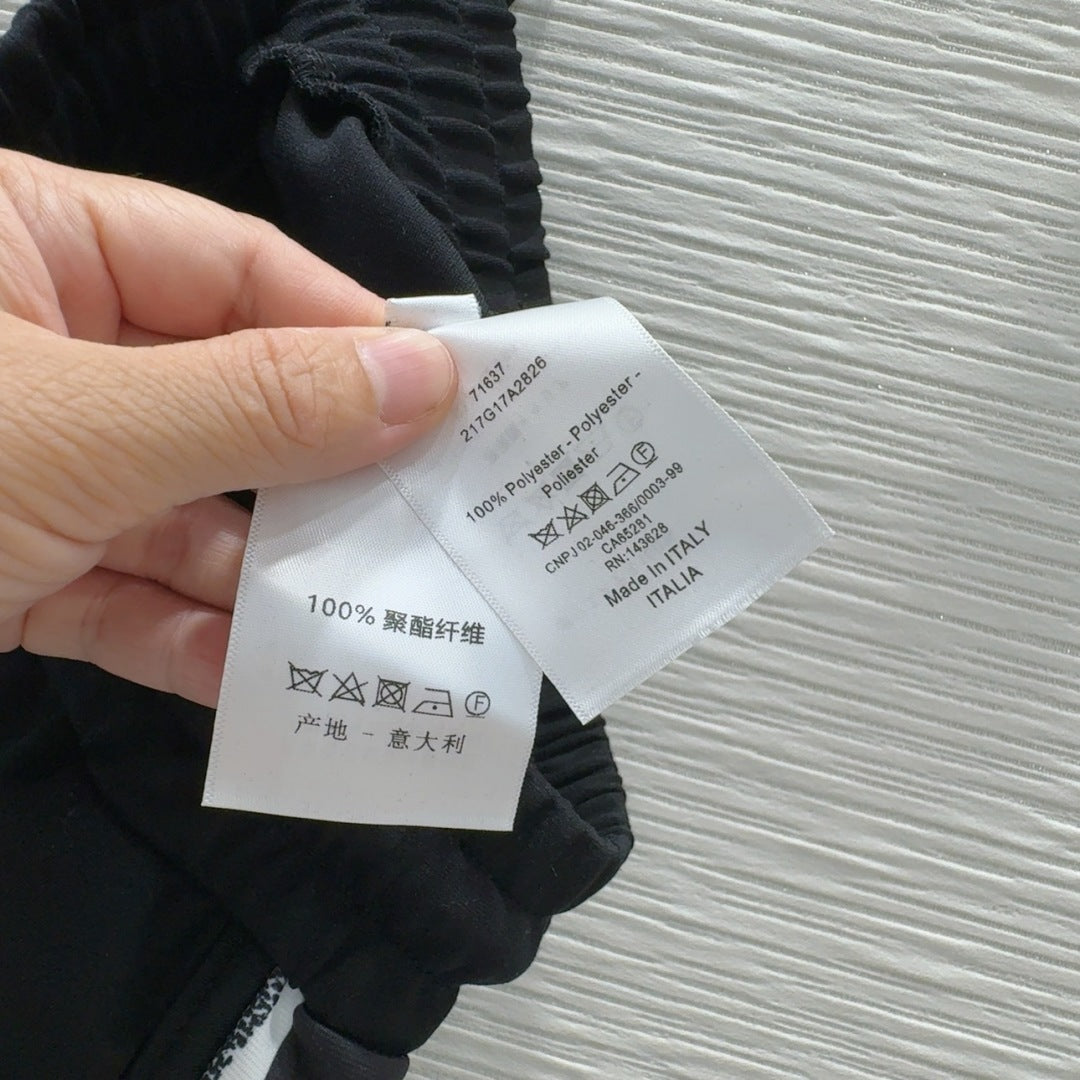 71637
217G17A2826
100% Polyester - Polyester -
Poliester
F
CNPJ 02-046-366/0003-99
CA65281
RN:143628
Made In ITALY
ITALIA
100% 聚酯纤维
F
产地 - 意大利